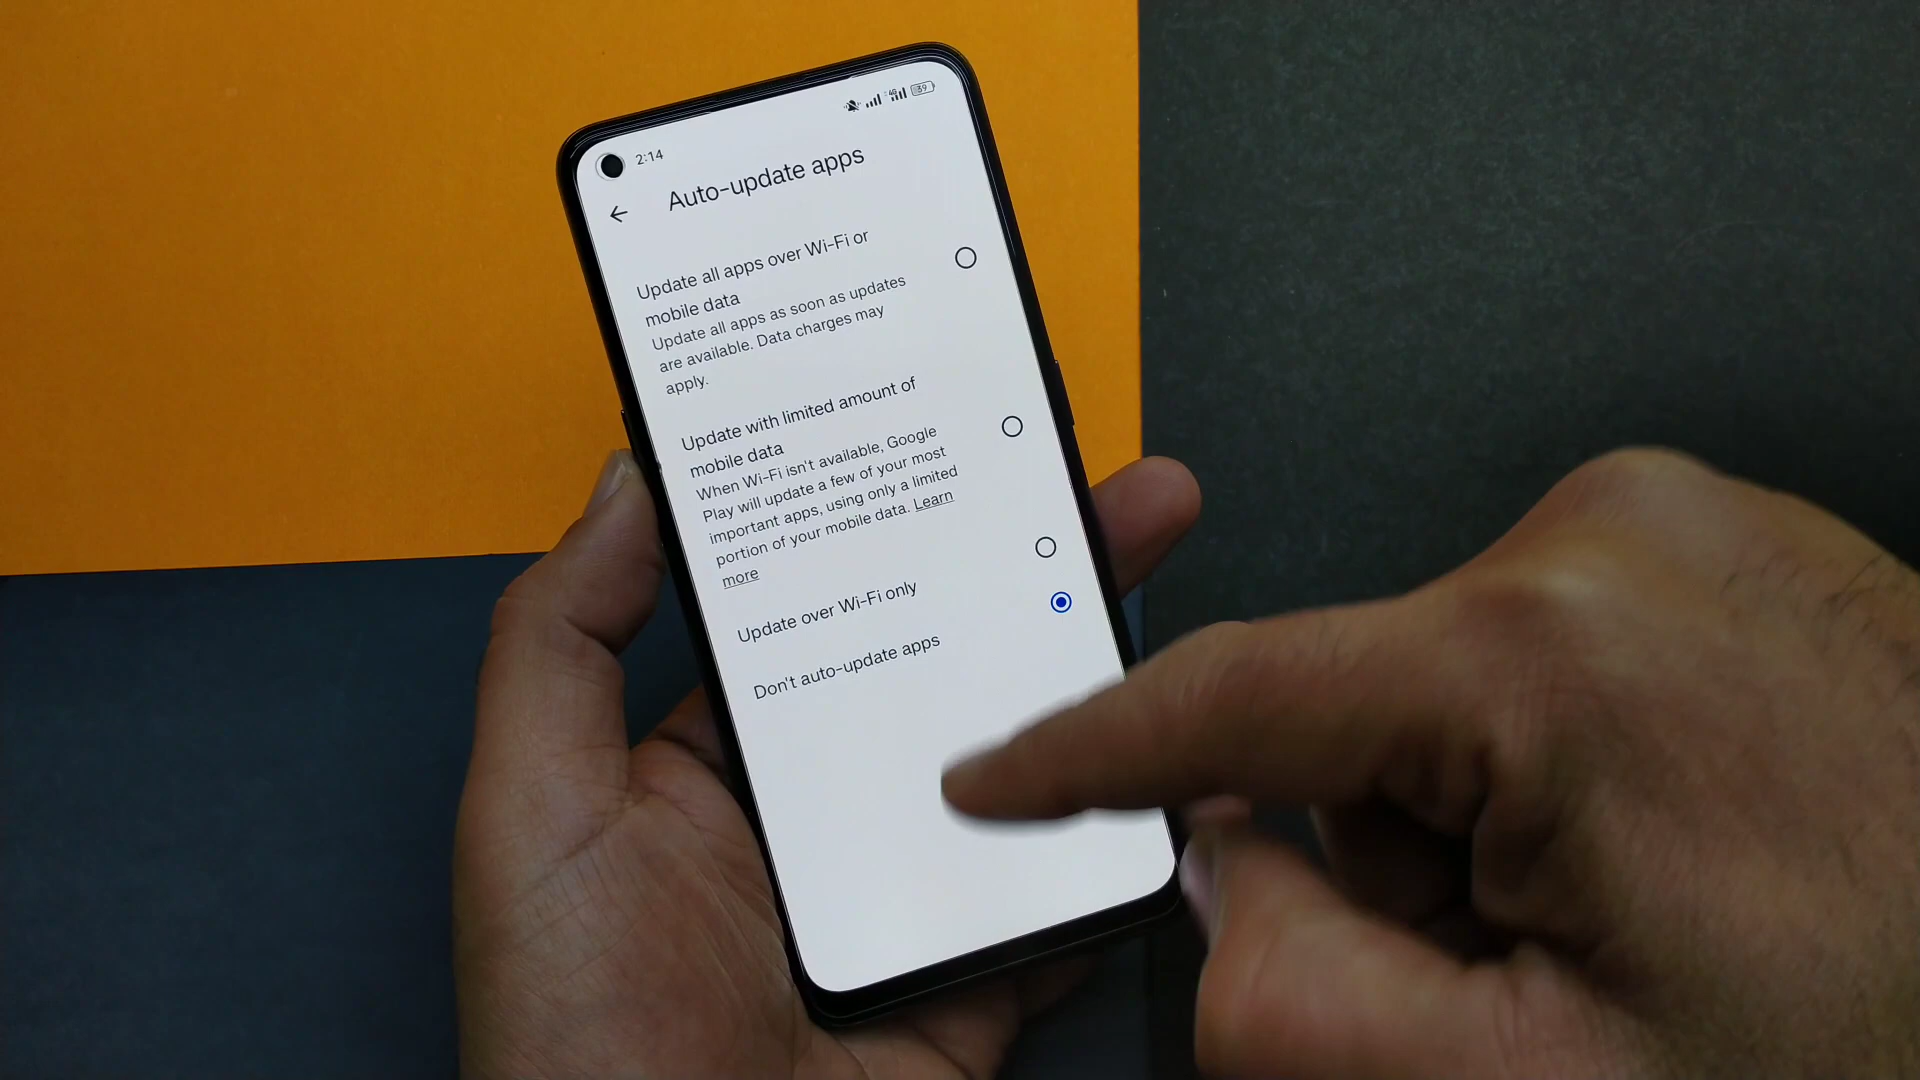 2:14
4G
39
Auto-update apps
Update all apps over Wi-Fi or
mobile data
Update all apps as soon as updates
are available. Data charges may
apply.
Update with limited amount of
mobile data
When Wi-Fi isn't available, Google
Play will update a few of your most
important apps, using only a limited
portion of your mobile data. Learn
more
Update over Wi-Fi only
Don't auto-update apps